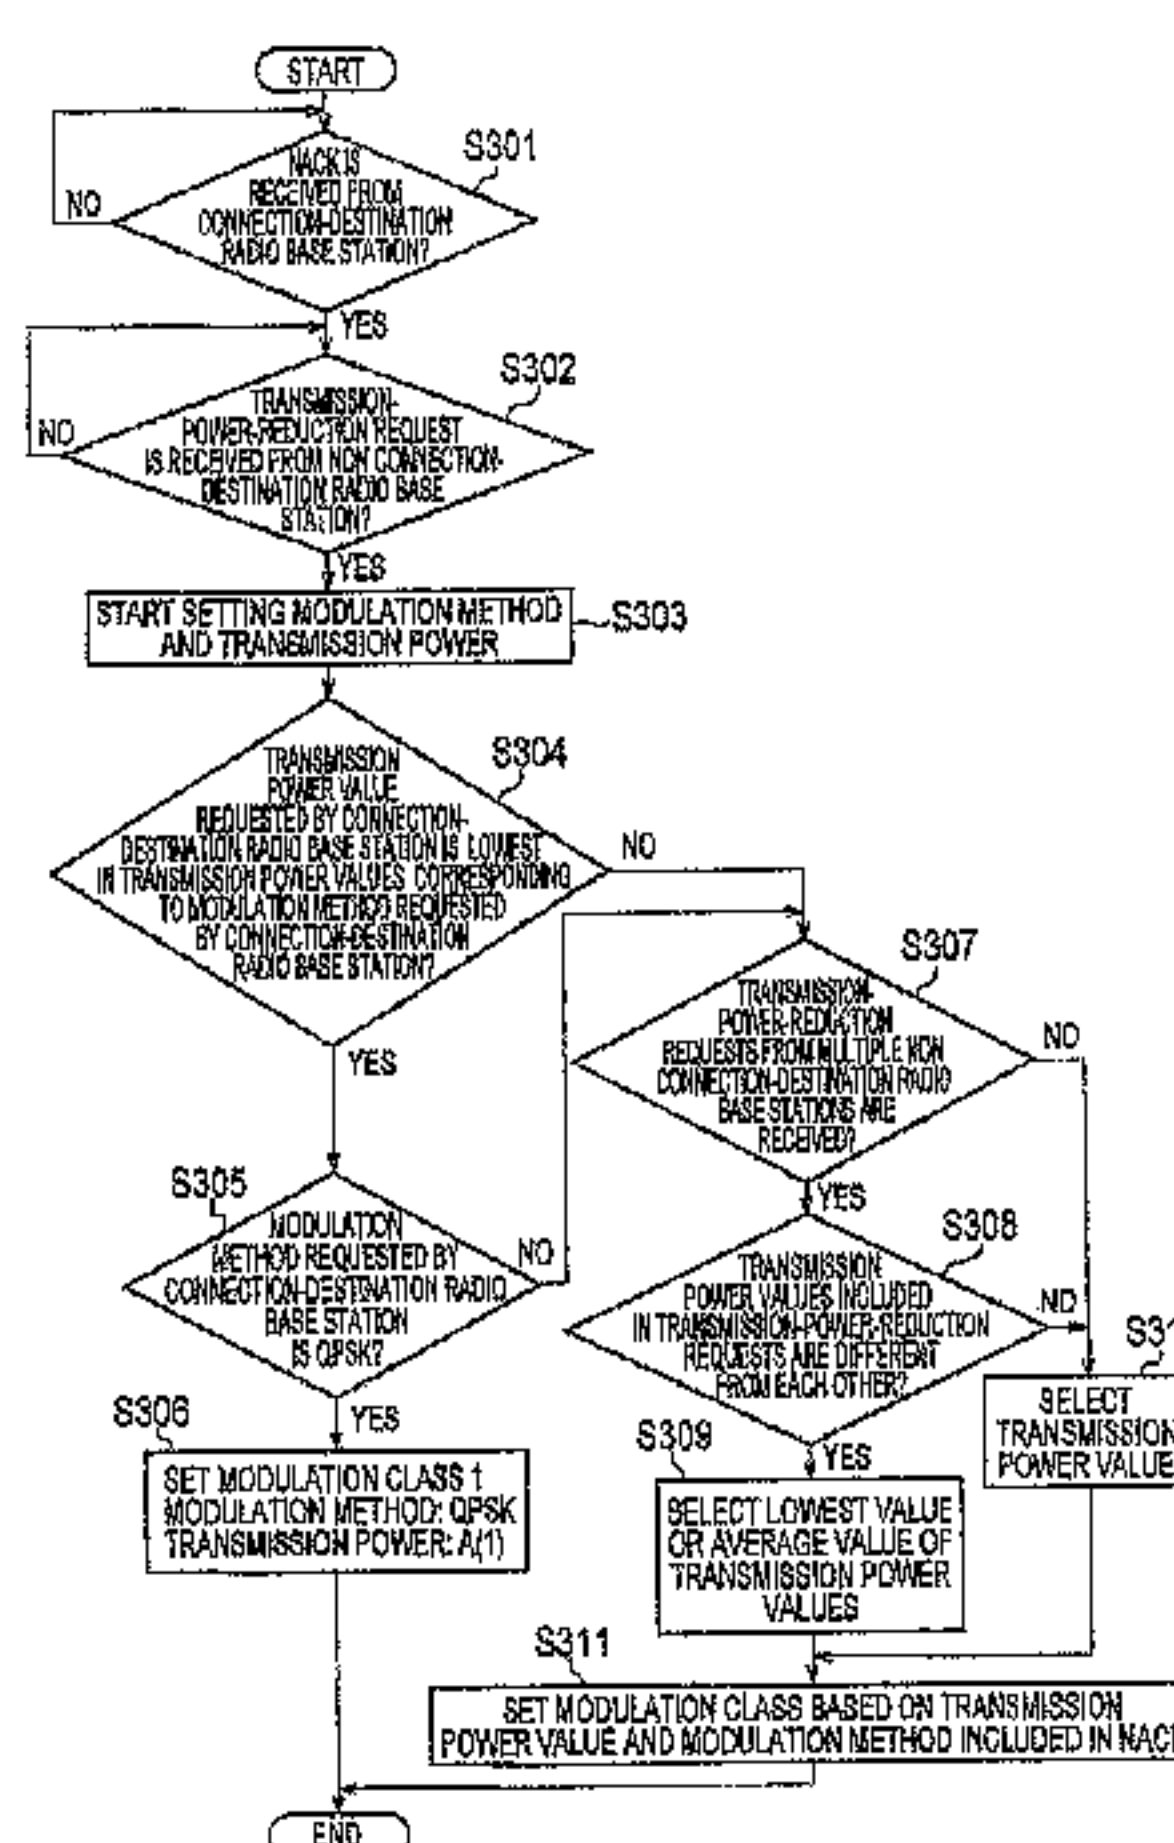 START
S301
NACK IS
RECEIVED FROM
CONNECTION-DESTINATION
RADIO BASE STATION?
NO
YES
S302
TRANSMISSION-
POWER-REDUCTION REQUEST
IS RECEIVED FROM NON CONNECTION-
DESTINATION RADIO BASE
STATION?
NO
YES
START SETTING MODULATION METHOD
AND TRANSMISSION POWER
S303
S304
TRANSMISSION
POWER VALUE
REQUESTED BY CONNECTION-
DESTINATION RADIO BASE STATION IS LOWEST
IN TRANSMISSION POWER VALUES CORRESPONDING
TO MODULATION METHOD REQUESTED
BY CONNECTION-DESTINATION
RADIO BASE STATION?
NO
YES
S305
MODULATION
METHOD REQUESTED BY
CONNECTION-DESTINATION RADIO
BASE STATION
IS QPSK?
NO
YES
S306
SET MODULATION CLASS 1
MODULATION METHOD: QPSK
TRANSMISSION POWER: A(1)
S307
TRANSMISSION-
POWER-REDUCTION
REQUESTS FROM MULTIPLE NON
CONNECTION-DESTINATION RADIO
BASE STATIONS ARE
RECEIVED?
NO
YES
S308
TRANSMISSION
POWER VALUES INCLUDED
IN TRANSMISSION-POWER-REDUCTION
REQUESTS ARE DIFFERENT
FROM EACH OTHER?
NO
YES
S309
SELECT LOWEST VALUE
OR AVERAGE VALUE OF
TRANSMISSION POWER
VALUES
S31
SELECT
TRANSMISSION
POWER VALUE
S311
SET MODULATION CLASS BASED ON TRANSMISSION
POWER VALUE AND MODULATION METHOD INCLUDED IN NAC
END